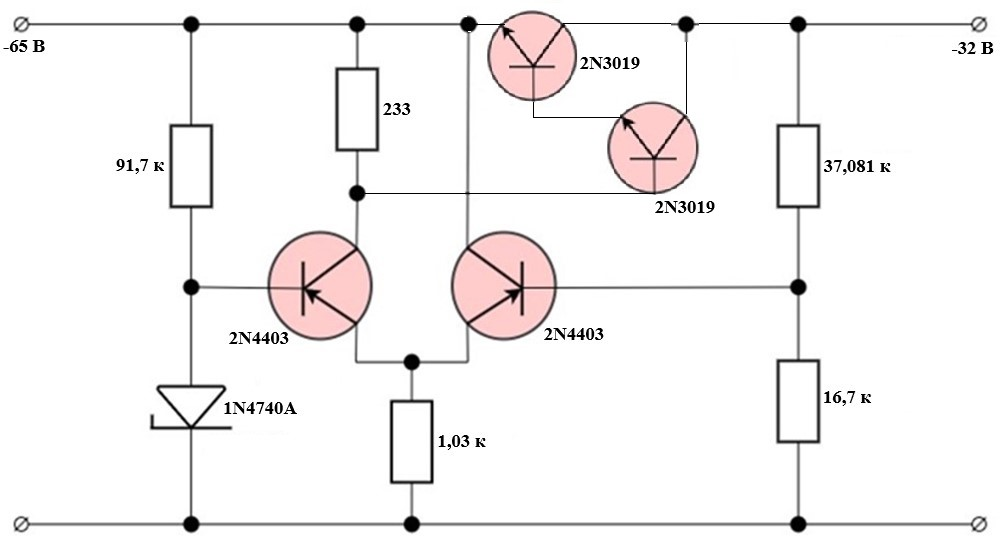 -65 В
-32 В
2N3019
233
91,7 к
37,081 к
2N3019
2N4403
2N4403
1N4740A
16,7 к
1,03 к